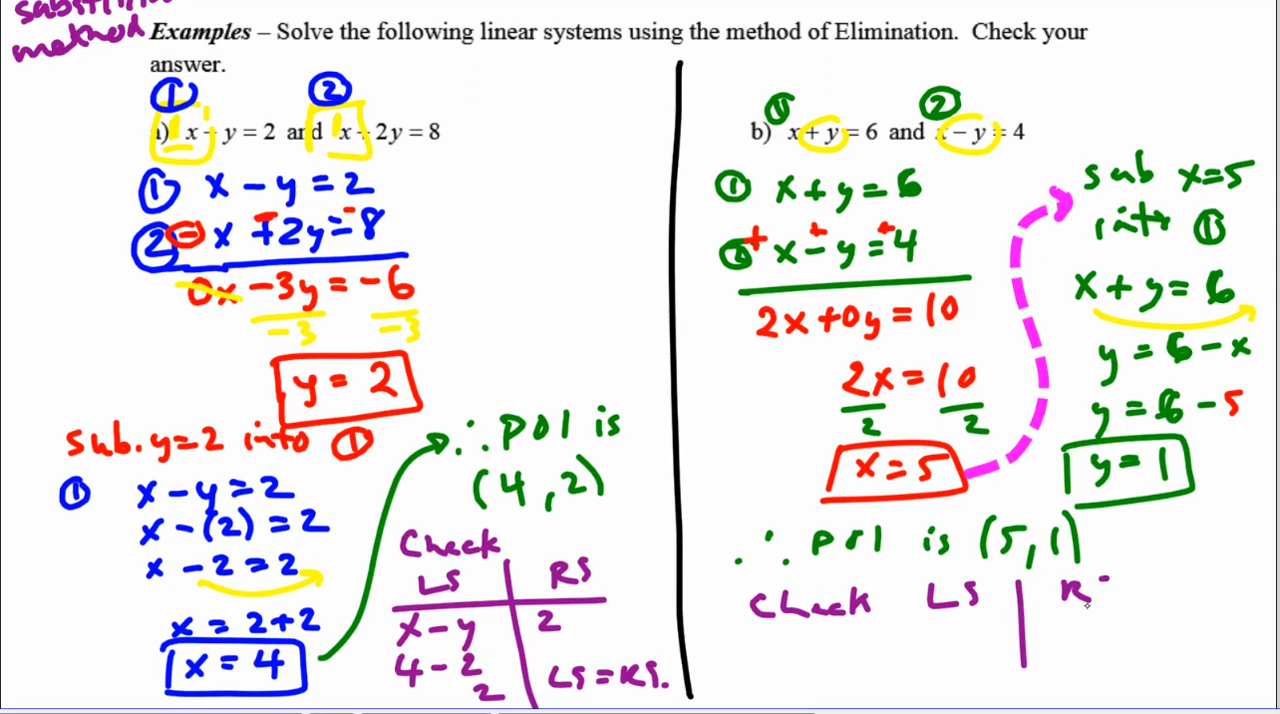 method
Examples – Solve the following linear systems using the method of Elimination. Check your
answer.
① ②
a) x – y = 2 and x + 2y = 8
① x - y = 2
② - x + 2y = 8
0x - 3y = -6
-3 -3
y = 2
sub. y=2 into ①
① x - y = 2
x - (2) = 2
x - 2 = 2
x = 2+2
x = 4
∴ POI is
(4, 2)
Check
LS RS
x - y 2
4 - 2
2 LS = RS.
① ②
b) x + y = 6 and x – y = 4
① x + y = 6
② + x - y = 4
2x + 0y = 10
2x = 10
2 2
x = 5
sub x=5
into ①
x + y = 6
y = 6 - x
y = 6 - 5
y = 1
∴ POI is (5, 1)
Check LS R